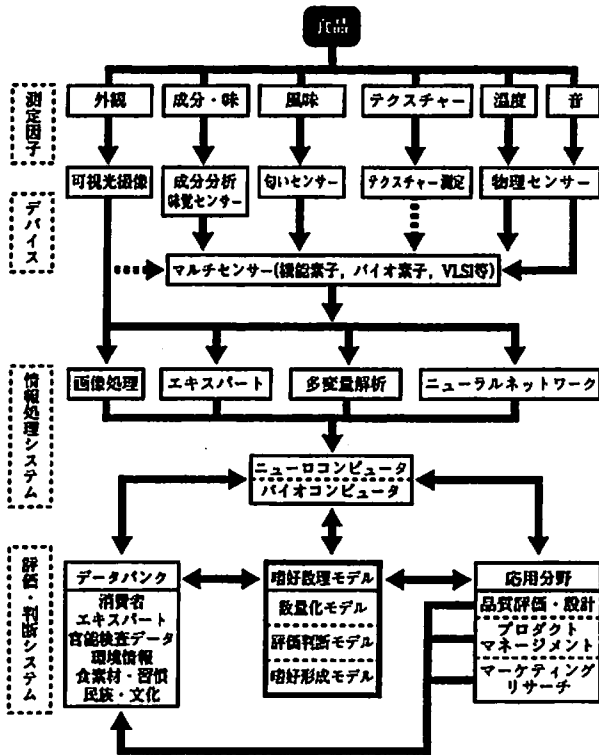 食品
測定因子
外観
成分・味
風味
テクスチャー
温度
音
デバイス
可視光撮像
成分分析
味覚センサー
匂いセンサー
テクスチャー測定
物理センサー
マルチセンサー(機能素子，バイオ素子，VLSI等)
情報処理システム
画像処理
エキスパート
多変量解析
ニューラルネットワーク
ニューロコンピュータ
バイオコンピュータ
評価・判断システム
データバンク
消費者
エキスパート
官能検査データ
環境情報
食素材・習慣
民族・文化
嗜好数理モデル
数量化モデル
評価判断モデル
嗜好形成モデル
応用分野
品質評価・設計
プロダクト
マネージメント
マーケティング
リサーチ